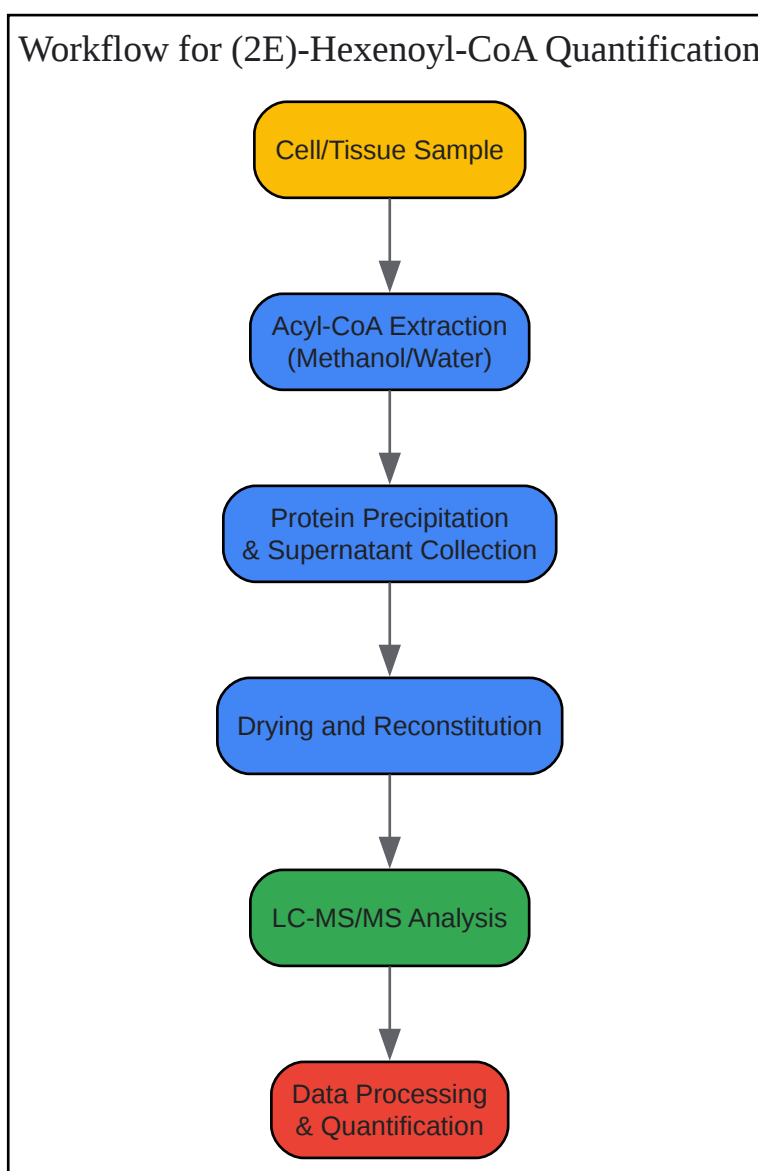 Workflow for (2E)-Hexenoyl-CoA Quantification
Cell/Tissue Sample
Acyl-CoA Extraction
(Methanol/Water)
Protein Precipitation
& Supernatant Collection
Drying and Reconstitution
LC-MS/MS Analysis
Data Processing
& Quantification